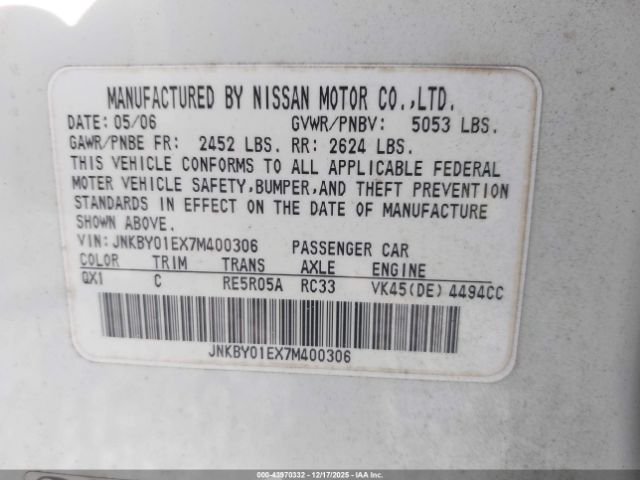 MANUFACTURED BY NISSAN MOTOR CO.,LTD.
DATE: 05/06 GVWR/PNBV: 5053 LBS.
GAWR/PNBE FR: 2452 LBS. RR: 2624 LBS.
THIS VEHICLE CONFORMS TO ALL APPLICABLE FEDERAL
MOTER VEHICLE SAFETY,BUMPER,AND THEFT PREVENTION
STANDARDS IN EFFECT ON THE DATE OF MANUFACTURE
SHOWN ABOVE.
VIN: JNKBY01EX7M400306 PASSENGER CAR
COLOR TRIM TRANS AXLE ENGINE
QX1 C RE5R05A RC33 VK45(DE) 4494CC
JNKBY01EX7M400306
000-43970332 - 12/17/2025 - IAADATA